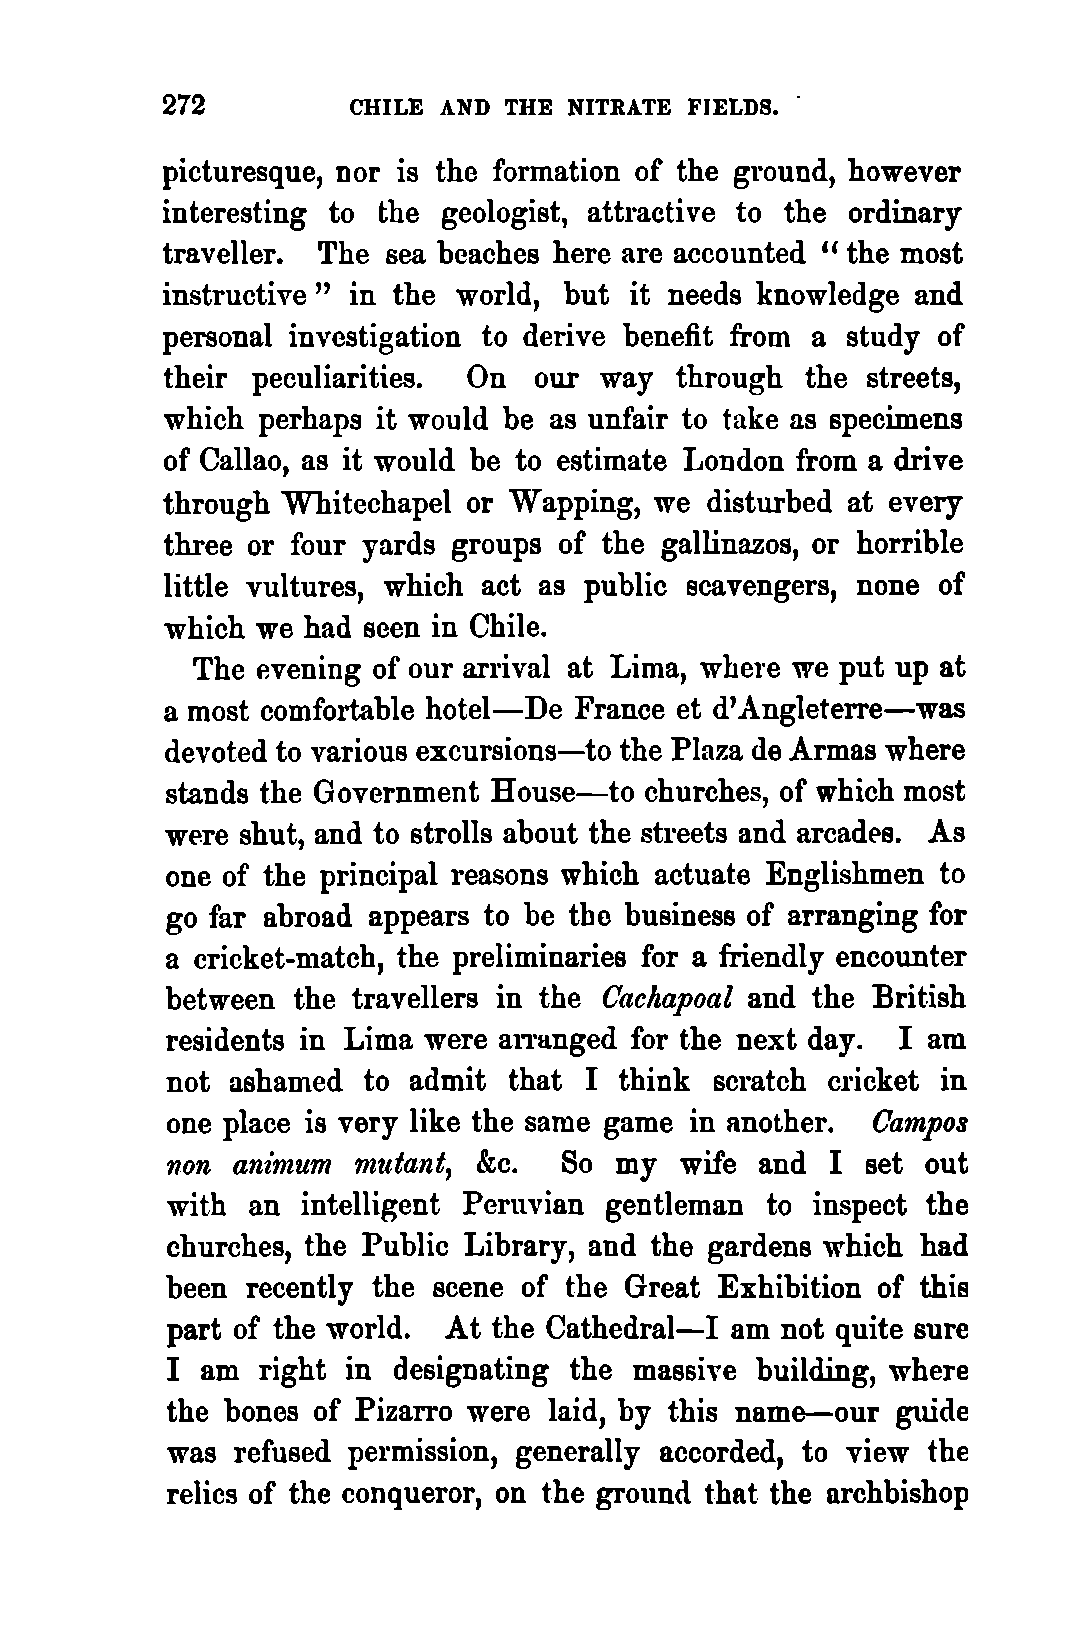 272 CHILE AND THE NITRATE FIELDS.
picturesque, nor is the formation of the ground, however
interesting to the geologist, attractive to the ordinary
traveller. The sea beaches here are accounted “ the most
instructive ” in the world, but it needs knowledge and
personal investigation to derive benefit from a study of
their peculiarities. On our way through the streets,
which perhaps it would be as unfair to take as specimens
of Callao, as it would be to estimate London from a drive
through Whitechapel or Wapping, we disturbed at every
three or four yards groups of the gallinazos, or horrible
little vultures, which act as public scavengers, none of
which we had seen in Chile.
The evening of our arrival at Lima, where we put up at
a most comfortable hotel—De France et d’Angleterre—was
devoted to various excursions—to the Plaza de Armas where
stands the Government House—to churches, of which most
were shut, and to strolls about the streets and arcades. As
one of the principal reasons which actuate Englishmen to
go far abroad appears to be the business of arranging for
a cricket-match, the preliminaries for a friendly encounter
between the travellers in the Cachapoal and the British
residents in Lima were arranged for the next day. I am
not ashamed to admit that I think scratch cricket in
one place is very like the same game in another. Campos
non animum mutant, &c. So my wife and I set out
with an intelligent Peruvian gentleman to inspect the
churches, the Public Library, and the gardens which had
been recently the scene of the Great Exhibition of this
part of the world. At the Cathedral—I am not quite sure
I am right in designating the massive building, where
the bones of Pizarro were laid, by this name—our guide
was refused permission, generally accorded, to view the
relics of the conqueror, on the ground that the archbishop